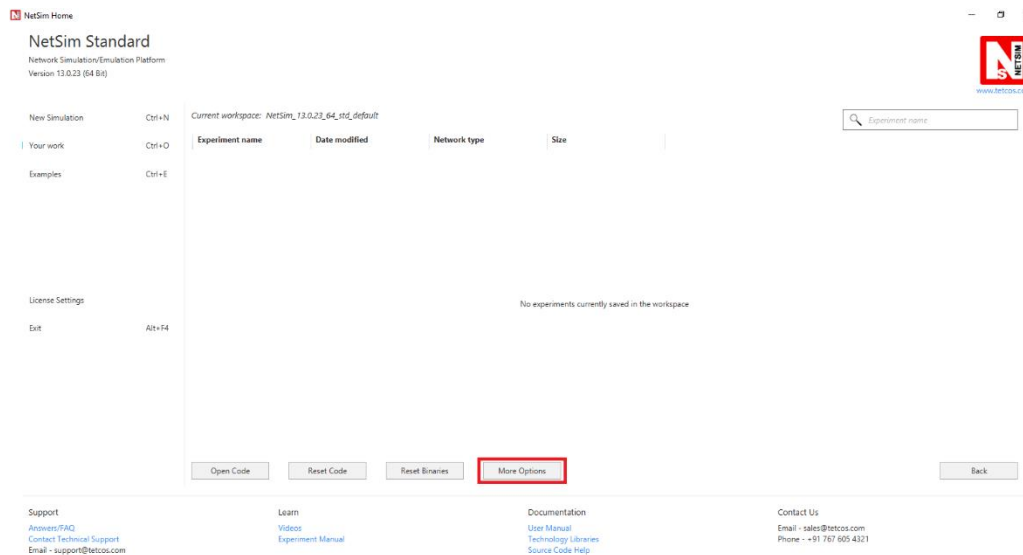 NetSim Home
NetSim Standard
Network Simulation/Emulation Platform
Version 13.0.23 (64 Bit)
N
S
NETSIM
www.tetcos.co
New Simulation Ctrl+N
Your work Ctrl+O
Examples Ctrl+E
License Settings
Exit Alt+F4
Current workspace: NetSim_13.0.23_64_std_default
Experiment name
Experiment name Date modified Network type Size
No experiments currently saved in the workspace
Open Code Reset Code Reset Binaries More Options Back
Support
Answers/FAQ
Contact Technical Support
Email - support@tetcos.com
Learn
Videos
Experiment Manual
Documentation
User Manual
Technology Libraries
Source Code Help
Contact Us
Email - sales@tetcos.com
Phone - +91 767 605 4321